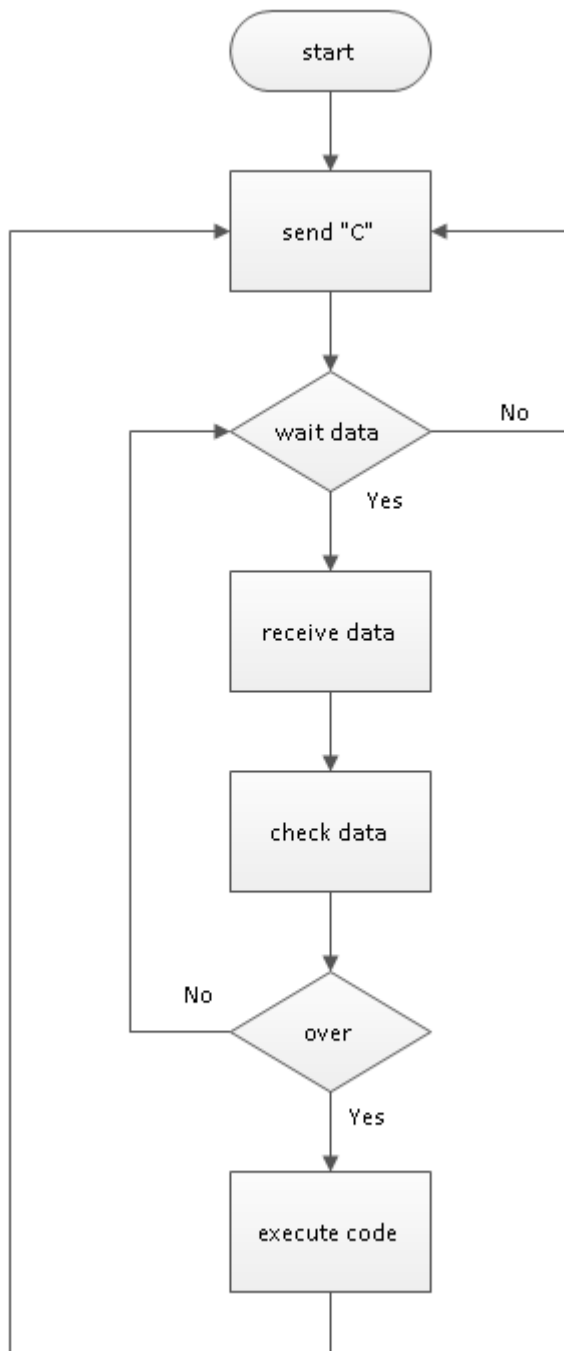 start
send "C"
wait data
No
Yes
receive data
check data
No
over
Yes
execute code